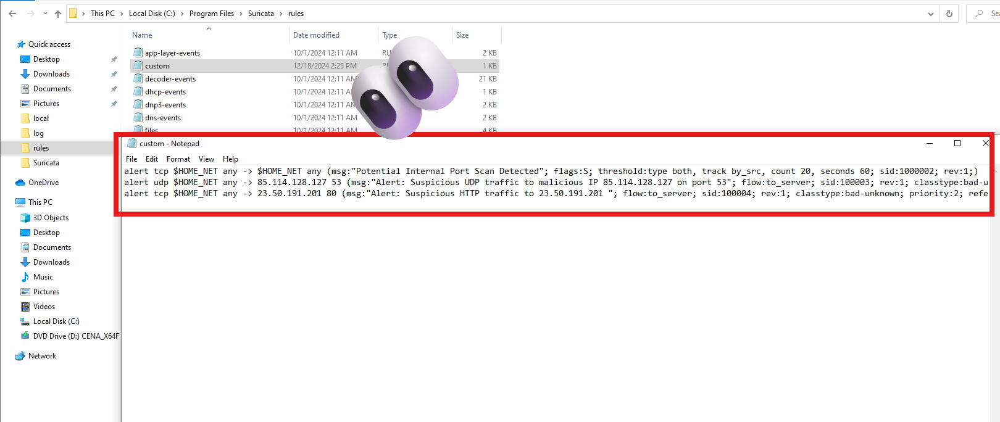 This PC > Local Disk (C:) > Program Files > Suricata > rules
Name
Date modified
Type
Size
Quick access
Desktop
Downloads
Documents
Pictures
local
log
rules
Suricata
OneDrive
This PC
3D Objects
Desktop
Documents
Downloads
Music
Pictures
Videos
Local Disk (C:)
DVD Drive (D:) CENA_X64F
Network
app-layer-events 10/1/2024 12:11 AM 2 KB
custom 12/18/2024 2:25 PM 1 KB
decoder-events 10/1/2024 12:11 AM 21 KB
dhcp-events 10/1/2024 12:11 AM 1 KB
dnp3-events 10/1/2024 12:11 AM 2 KB
dns-events 10/1/2024 12:11 AM 2 KB
files 10/1/2024 12:11 AM 4 KB
custom - Notepad
File Edit Format View Help
alert tcp $HOME_NET any -> $HOME_NET any (msg:"Potential Internal Port Scan Detected"; flags:S; threshold:type both, track by_src, count 20, seconds 60; sid:1000002; rev:1;)
alert udp $HOME_NET any -> 85.114.128.127 53 (msg:"Alert: Suspicious UDP traffic to malicious IP 85.114.128.127 on port 53"; flow:to_server; sid:100003; rev:1; classtype:bad-u
alert tcp $HOME_NET any -> 23.50.191.201 80 (msg:"Alert: Suspicious HTTP traffic to 23.50.191.201 "; flow:to_server; sid:100004; rev:1; classtype:bad-unknown; priority:2; refe